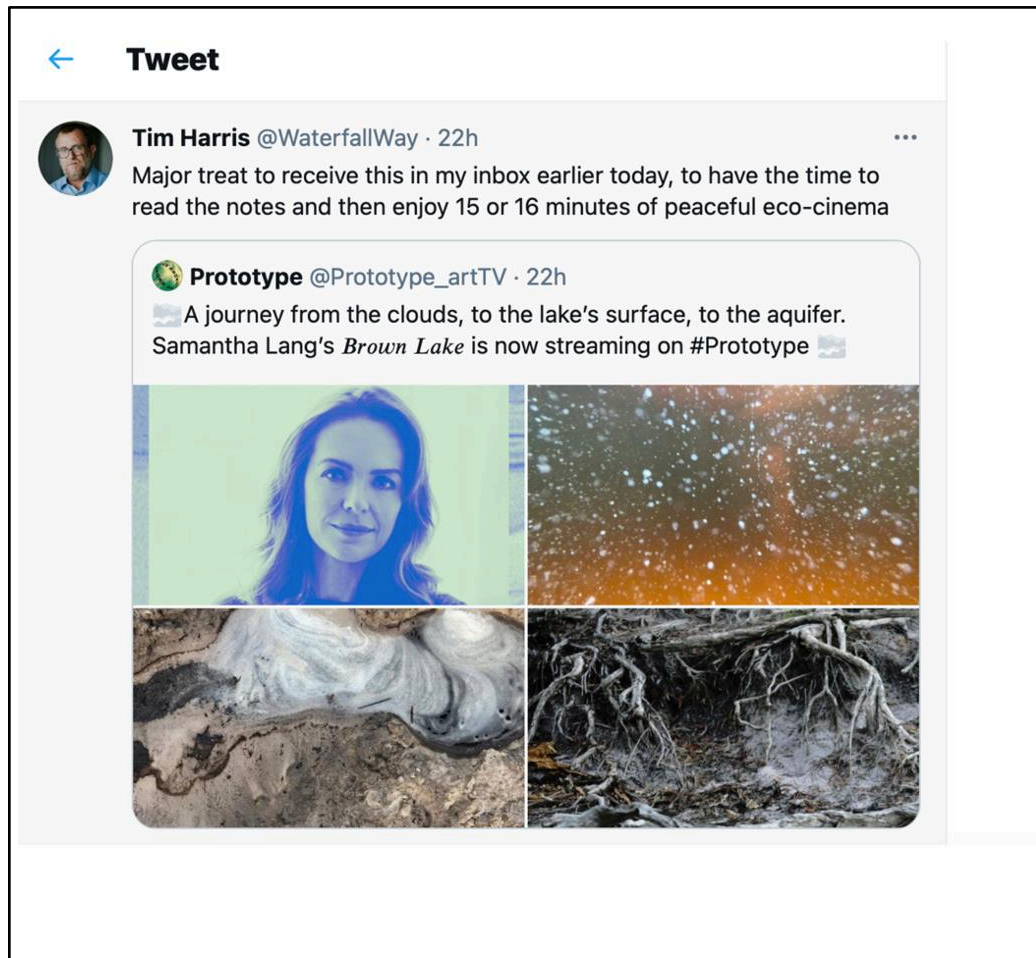 Tweet
Tim Harris @WaterfallWay · 22h
Major treat to receive this in my inbox earlier today, to have the time to
read the notes and then enjoy 15 or 16 minutes of peaceful eco-cinema
Prototype @Prototype_artTV · 22h
A journey from the clouds, to the lake’s surface, to the aquifer.
Samantha Lang’s Brown Lake is now streaming on #Prototype